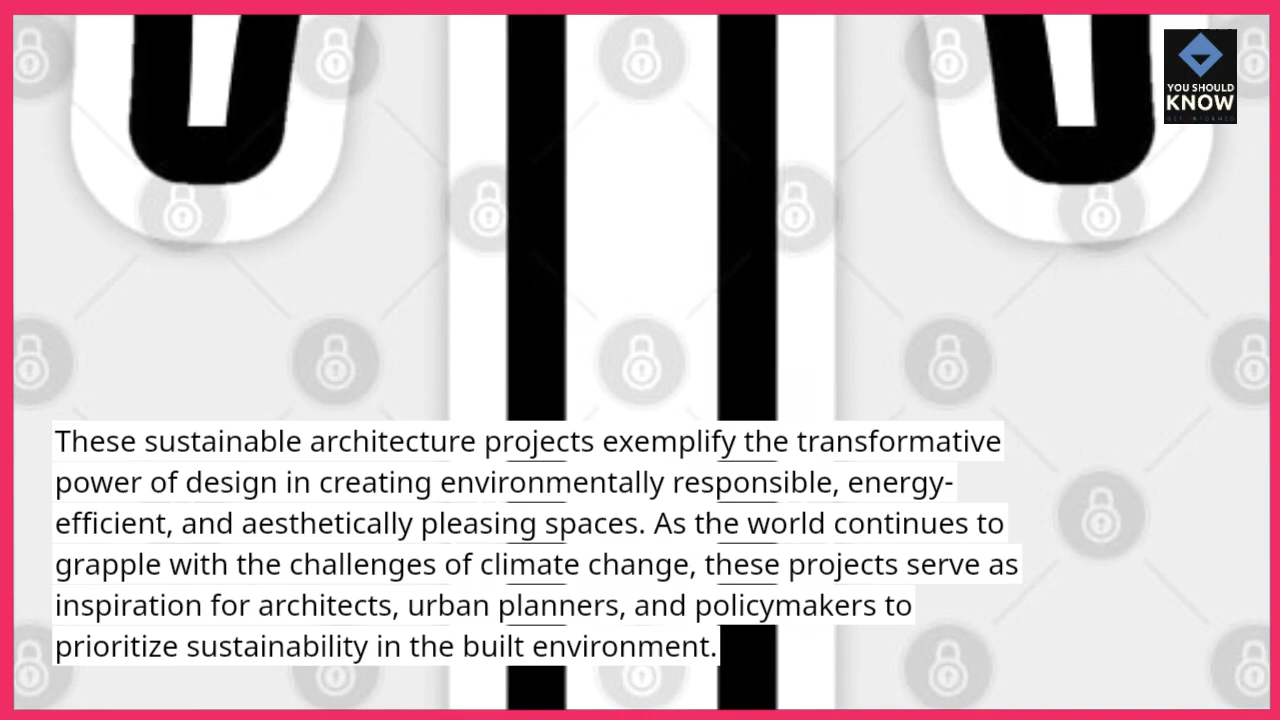 YOU SHOULD
KNOW
GET INFORMED
These sustainable architecture projects exemplify the transformative
power of design in creating environmentally responsible, energy-
efficient, and aesthetically pleasing spaces. As the world continues to
grapple with the challenges of climate change, these projects serve as
inspiration for architects, urban planners, and policymakers to
prioritize sustainability in the built environment.